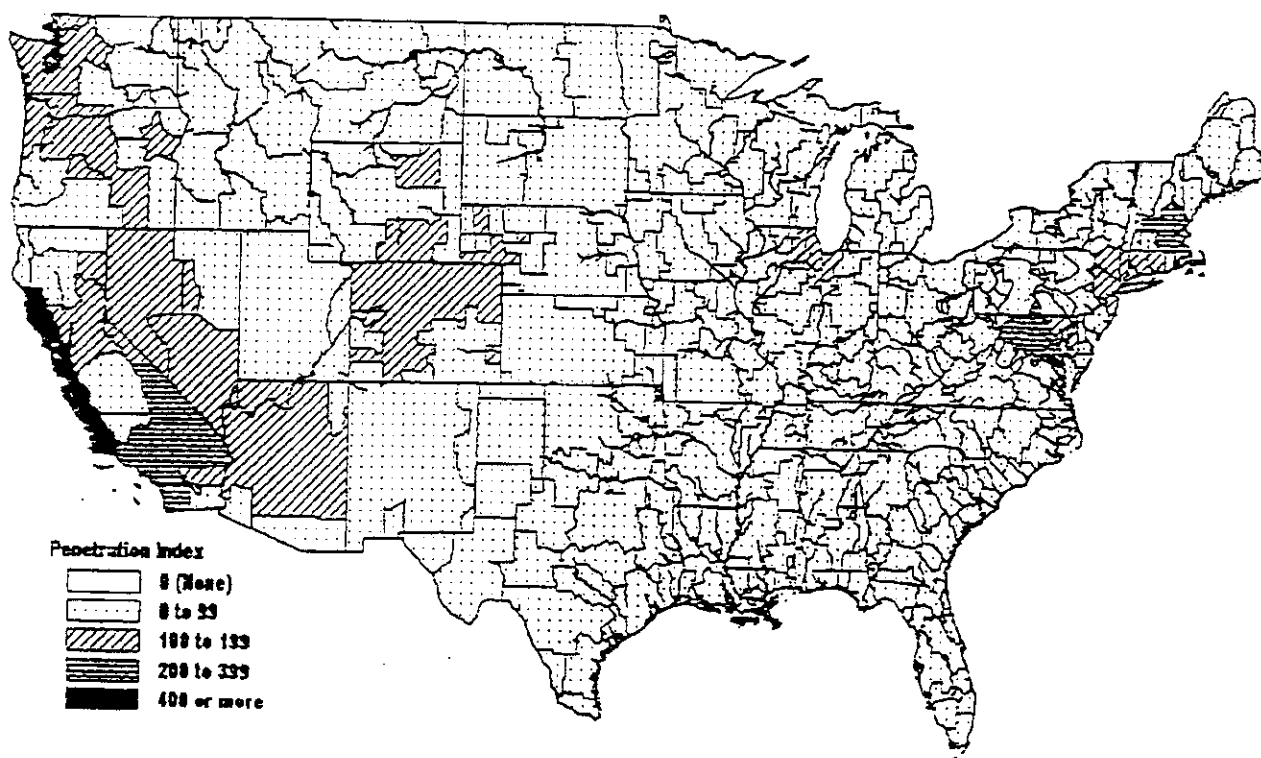 Penetration Index
0 (None)
0 to 99
100 to 199
200 to 399
400 or more